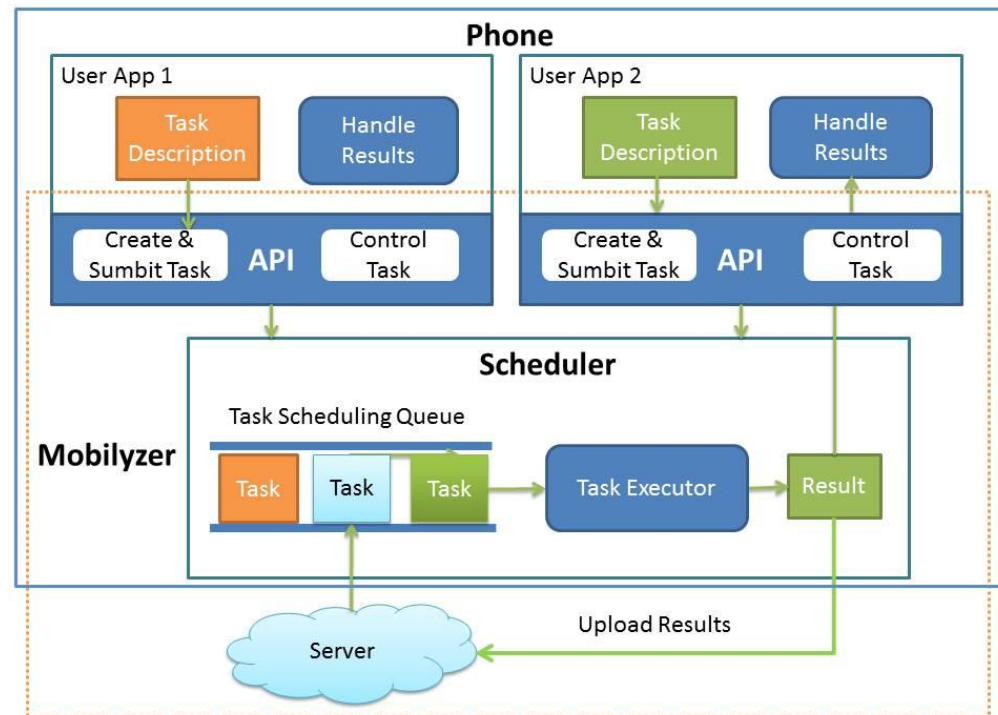 Phone
User App 1
Task
Description
Handle
Results
Create &
Sumbit Task
API
Control
Task
User App 2
Task
Description
Handle
Results
Create &
Sumbit Task
API
Control
Task
Mobilyzer
Scheduler
Task Scheduling Queue
Task
Task
Task
Task Executor
Result
Server
Upload Results